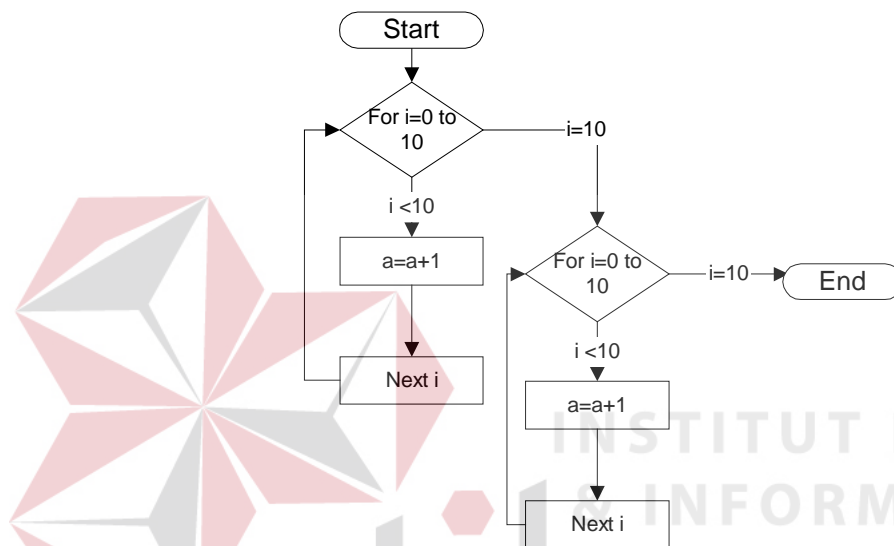 Start
For i=0 to
10
i=10
i <10
a=a+1
Next i
For i=0 to
10
i=10
End
i <10
a=a+1
Next i
INSTITUT
& INFORM